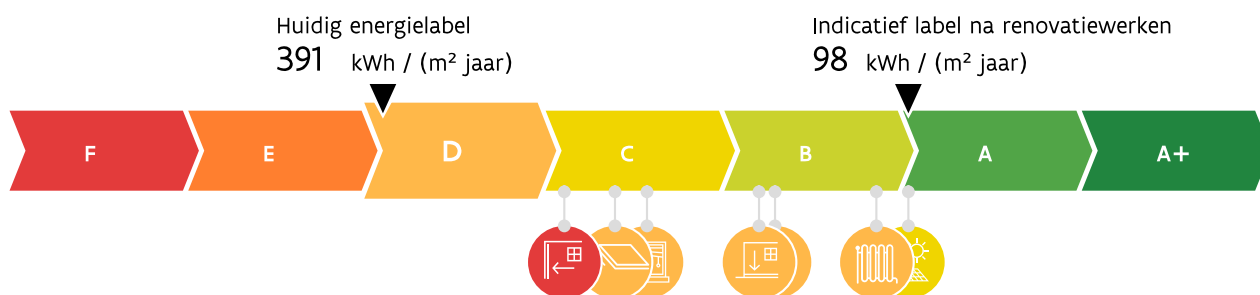 Huidig energielabel
391 kWh / (m² jaar)
Indicatief label na renovatiewerken
98 kWh / (m² jaar)
F E D C B A A+